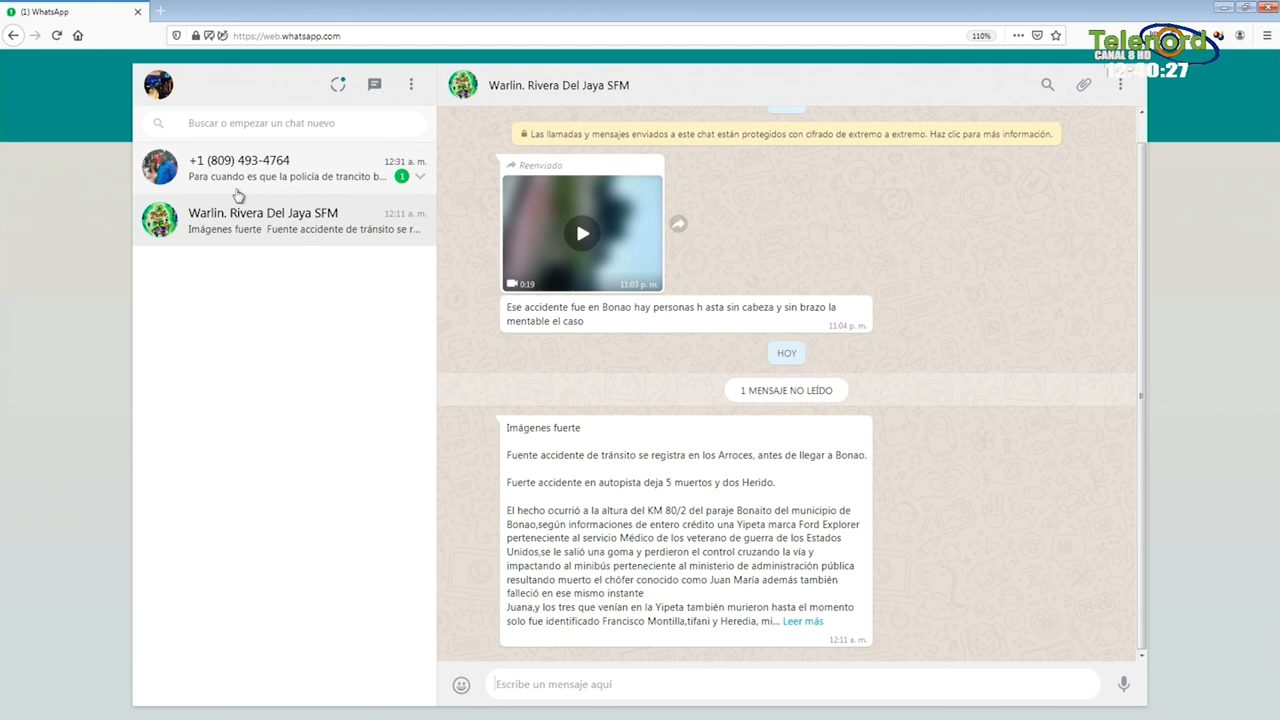 (1) WhatsApp
https://web.whatsapp.com
110%
Telenord
CANAL 8 HD
12:40:27
Warlin. Rivera Del Jaya SFM
Buscar o empezar un chat nuevo
+1 (809) 493-4764
12:31 a. m.
Para cuando es que la policía de trancito b...
1
Warlin. Rivera Del Jaya SFM
12:11 a. m.
Imágenes fuerte Fuente accidente de tránsito se r...
Las llamadas y mensajes enviados a este chat están protegidos con cifrado de extremo a extremo. Haz clic para más información.
Reenviado
0:19
11:03 p. m.
Ese accidente fue en Bonao hay personas h asta sin cabeza y sin brazo la
mentable el caso
11:04 p. m.
HOY
1 MENSAJE NO LEÍDO
Imágenes fuerte
Fuente accidente de tránsito se registra en los Arroces, antes de llegar a Bonao.
Fuerte accidente en autopista deja 5 muertos y dos Herido.
El hecho ocurrió a la altura del KM 80/2 del paraje Bonaito del municipio de
Bonao,según informaciones de entero crédito una Yipeta marca Ford Explorer
perteneciente al servicio Médico de los veterano de guerra de los Estados
Unidos,se le salió una goma y perdieron el control cruzando la vía y
impactando al minibús perteneciente al ministerio de administración pública
resultando muerto el chófer conocido como Juan María además también
falleció en ese mismo instante
Juana,y los tres que venían en la Yipeta también murieron hasta el momento
solo fue identificado Francisco Montilla,tifani y Heredia, mi... Leer más
12:11 a. m.
Escribe un mensaje aquí